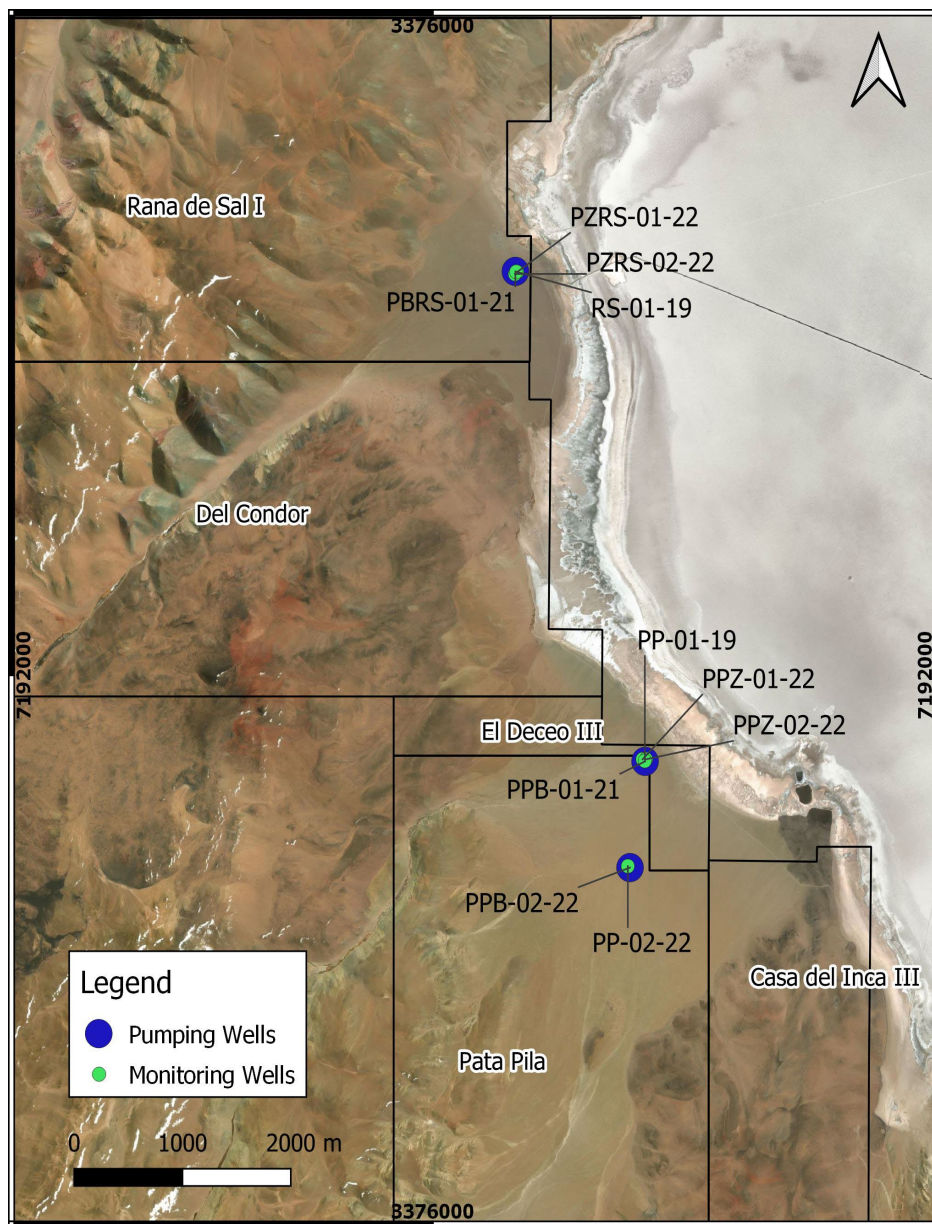 3376000
Rana de Sal I
PZRS-01-22
PZRS-02-22
PBRS-01-21
RS-01-19
Del Condor
7192000
7192000
PP-01-19
PPZ-01-22
El Deceo III
PPZ-02-22
PPB-01-21
PPB-02-22
PP-02-22
Casa del Inca III
Legend
Pumping Wells
Monitoring Wells
Pata Pila
0 1000 2000 m
3376000